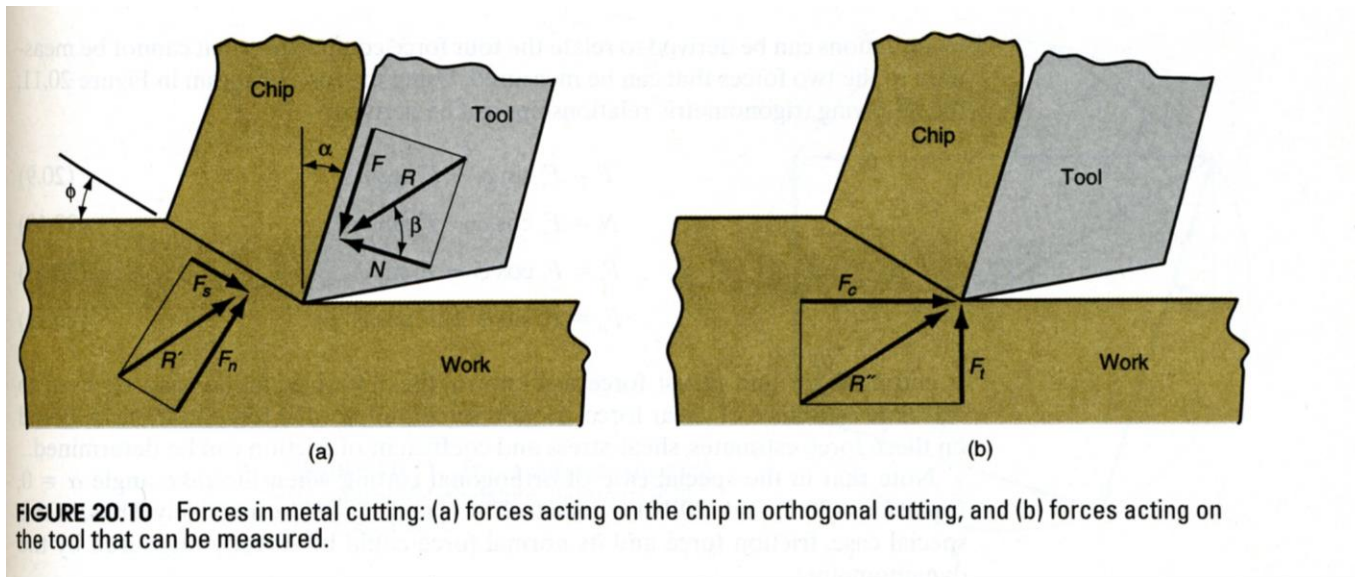 Chip
Tool
α
F
R
ϕ
β
N
Fs
R′
Fn
Work
(a)
Chip
Tool
Fc
R″
Ft
Work
(b)
FIGURE 20.10 Forces in metal cutting: (a) forces acting on the chip in orthogonal cutting, and (b) forces acting on
the tool that can be measured.